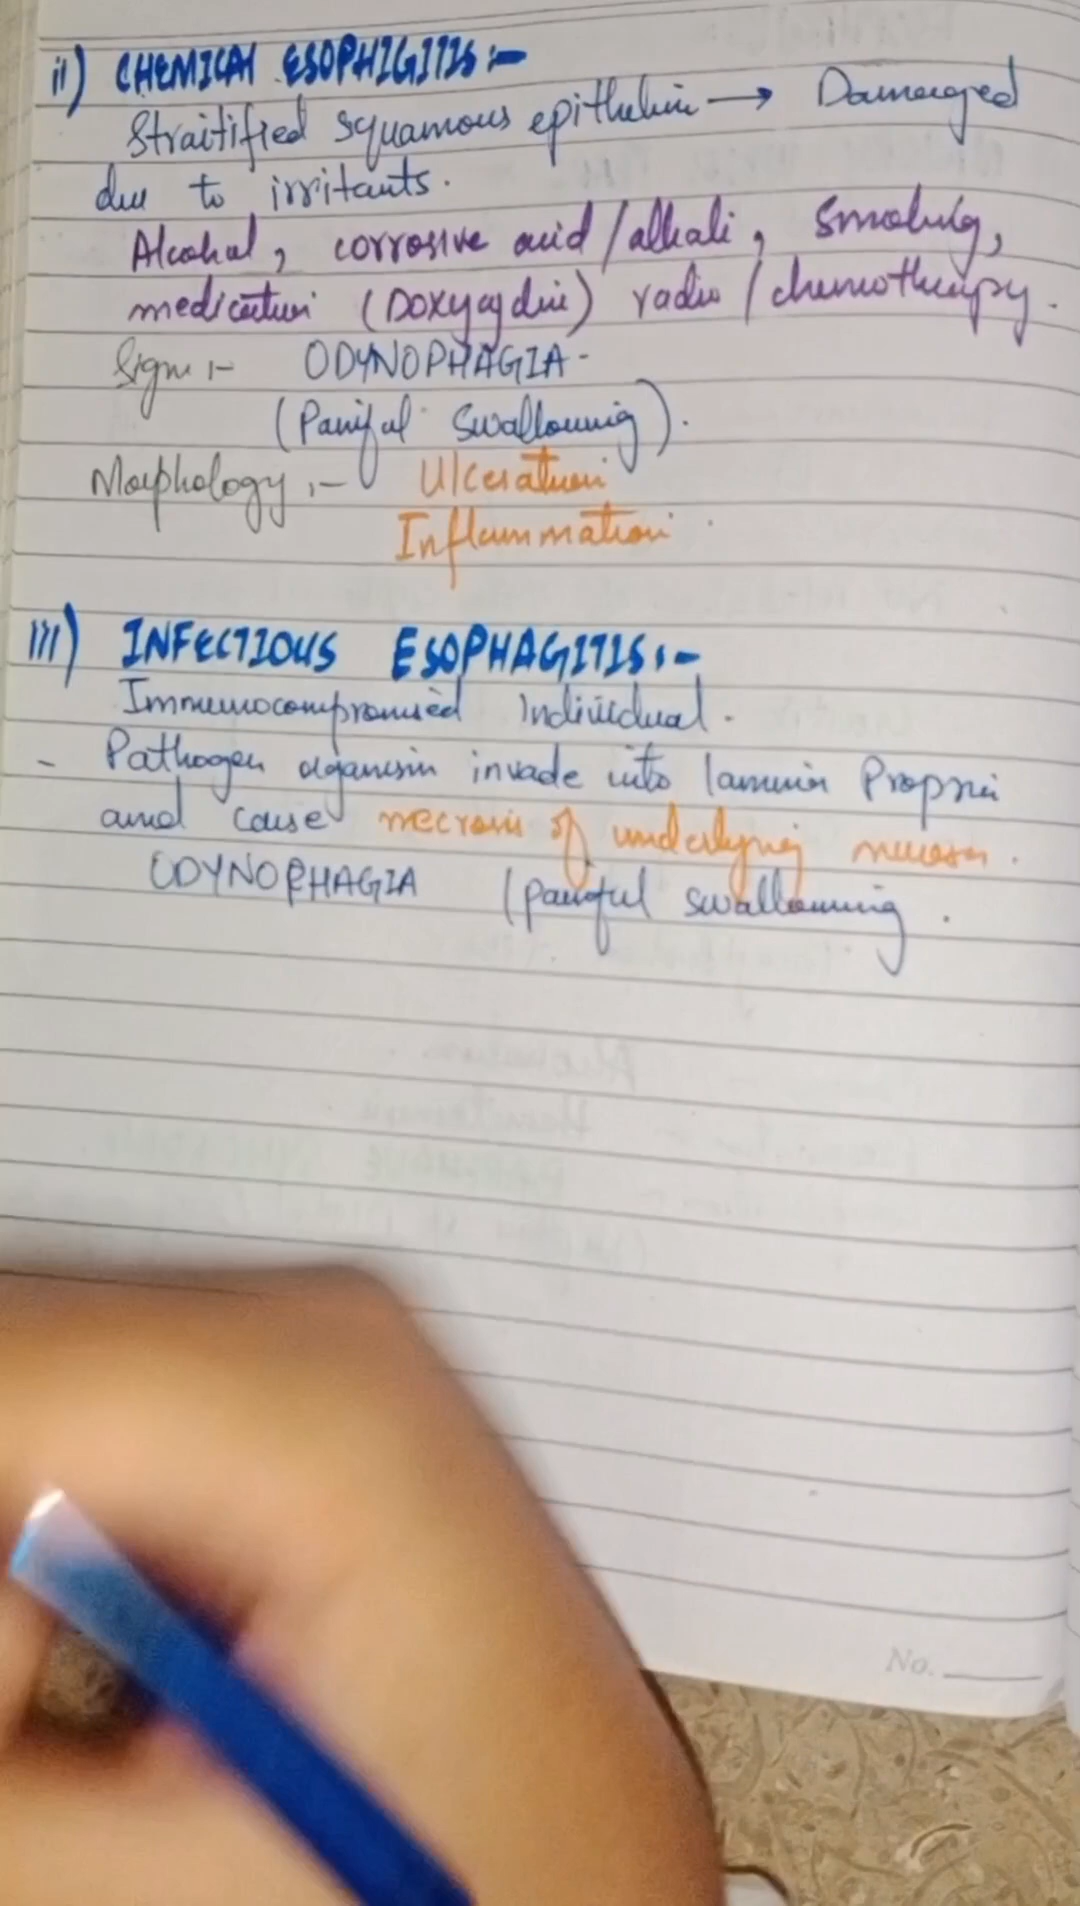 ii) CHEMICAL ESOPHIGITIS:-
Straitified squamous epithelium → Damaged
due to irritants.
Alcohal, corrosive acid/alkali, Smoking,
medication (Doxycycline) radio/chemotherapy.
Sign:- ODYNOPHAGIA-
(Painful Swallowing).
Morphology:- Ulceration
Inflammation
iii) INFECTIOUS ESOPHAGITIS:-
Immunocompromised Individual.
- Pathogen organism invade into lamina Propria
and cause necrosis of underlying mucosa.
ODYNOPHAGIA (painful swallowing.
No.